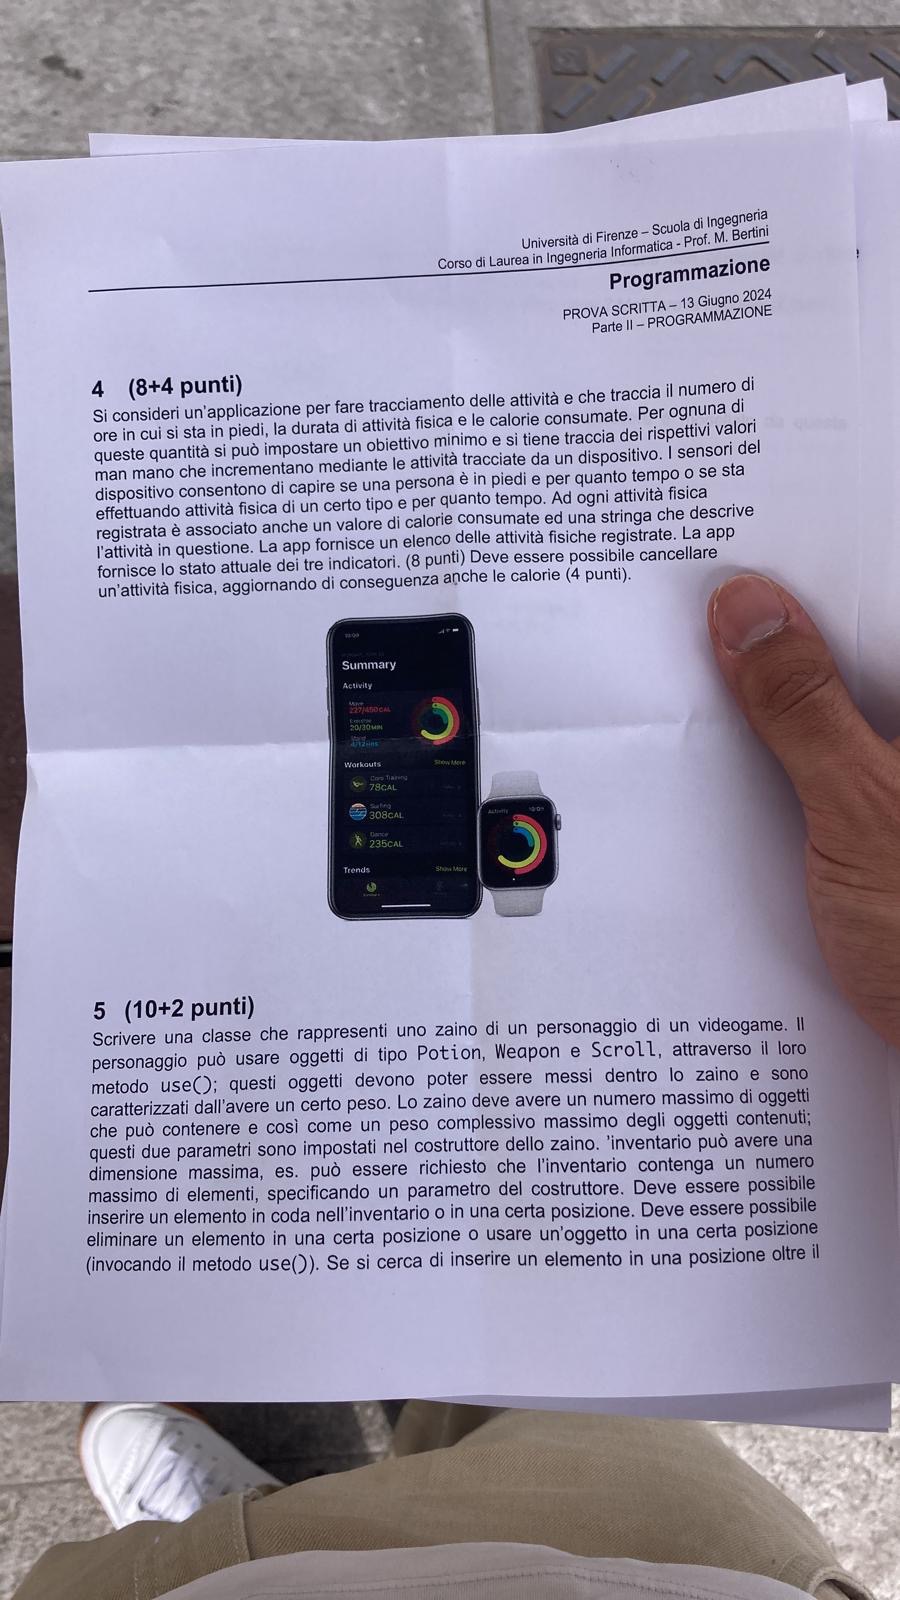 Università di Firenze – Scuola di Ingegneria
Corso di Laurea in Ingegneria Informatica - Prof. M. Bertini
Programmazione
PROVA SCRITTA – 13 Giugno 2024
Parte II – PROGRAMMAZIONE
4 (8+4 punti)
Si consideri un'applicazione per fare tracciamento delle attività e che traccia il numero di
ore in cui si sta in piedi, la durata di attività fisica e le calorie consumate. Per ognuna di
queste quantità si può impostare un obiettivo minimo e si tiene traccia dei rispettivi valori
man mano che incrementano mediante le attività tracciate da un dispositivo. I sensori del
dispositivo consentono di capire se una persona è in piedi e per quanto tempo o se sta
effettuando attività fisica di un certo tipo e per quanto tempo. Ad ogni attività fisica
registrata è associato anche un valore di calorie consumate ed una stringa che descrive
l'attività in questione. La app fornisce un elenco delle attività fisiche registrate. La app
fornisce lo stato attuale dei tre indicatori. (8 punti) Deve essere possibile cancellare
un'attività fisica, aggiornando di conseguenza anche le calorie (4 punti).
10:09
Summary
Activity
Move
227/450CAL
Exercise
20/30MIN
Stand
4/12HRS
Workouts Show More
Core Training
78CAL
Surfing
308CAL
Dance
235CAL
Trends Show More
Activity 10:09
5 (10+2 punti)
Scrivere una classe che rappresenti uno zaino di un personaggio di un videogame. Il
personaggio può usare oggetti di tipo Potion, Weapon e Scroll, attraverso il loro
metodo use(); questi oggetti devono poter essere messi dentro lo zaino e sono
caratterizzati dall'avere un certo peso. Lo zaino deve avere un numero massimo di oggetti
che può contenere e così come un peso complessivo massimo degli oggetti contenuti;
questi due parametri sono impostati nel costruttore dello zaino. 'inventario può avere una
dimensione massima, es. può essere richiesto che l'inventario contenga un numero
massimo di elementi, specificando un parametro del costruttore. Deve essere possibile
inserire un elemento in coda nell'inventario o in una certa posizione. Deve essere possibile
eliminare un elemento in una certa posizione o usare un'oggetto in una certa posizione
(invocando il metodo use()). Se si cerca di inserire un elemento in una posizione oltre il